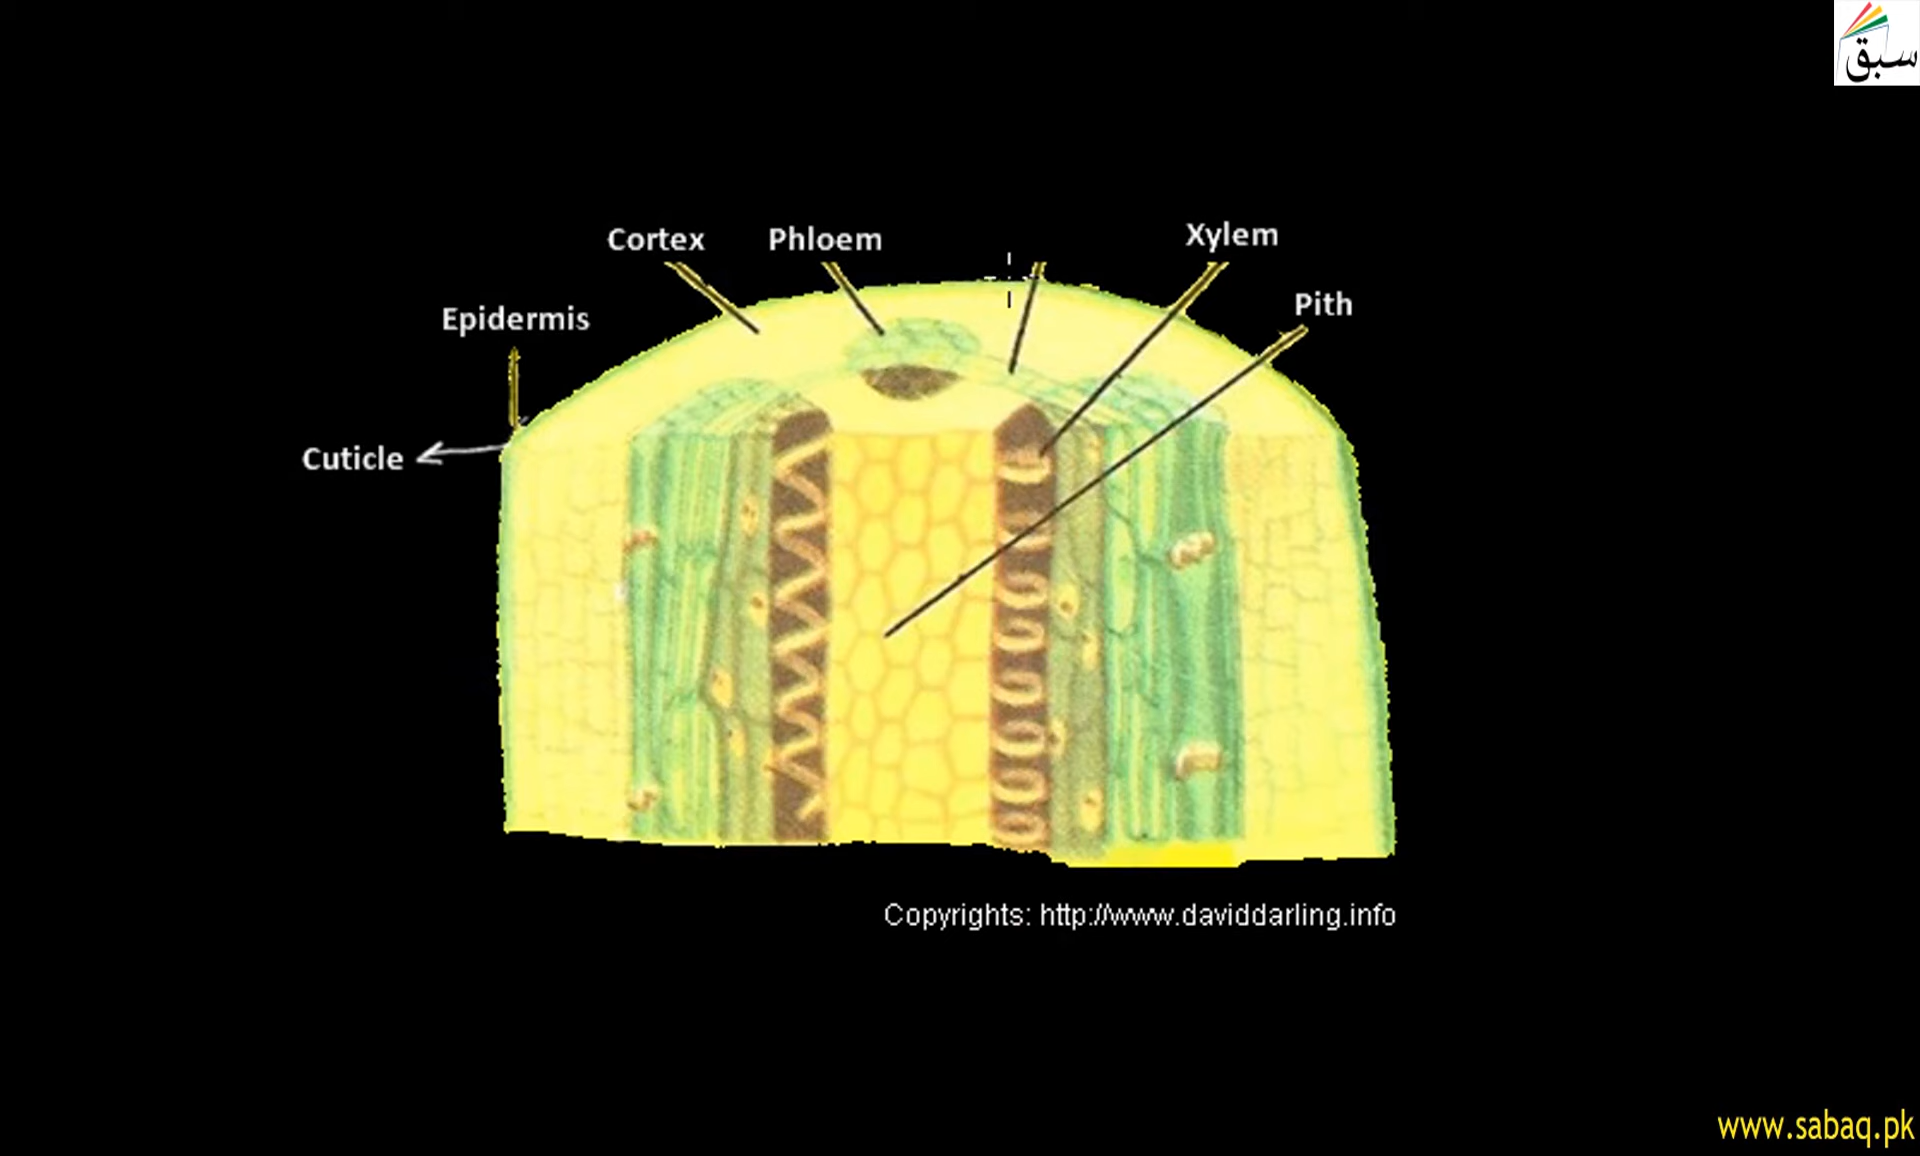 سبق
Cortex
Phloem
Xylem
Pith
Epidermis
Cuticle
Copyrights: http://www.daviddarling.info
www.sabaq.pk